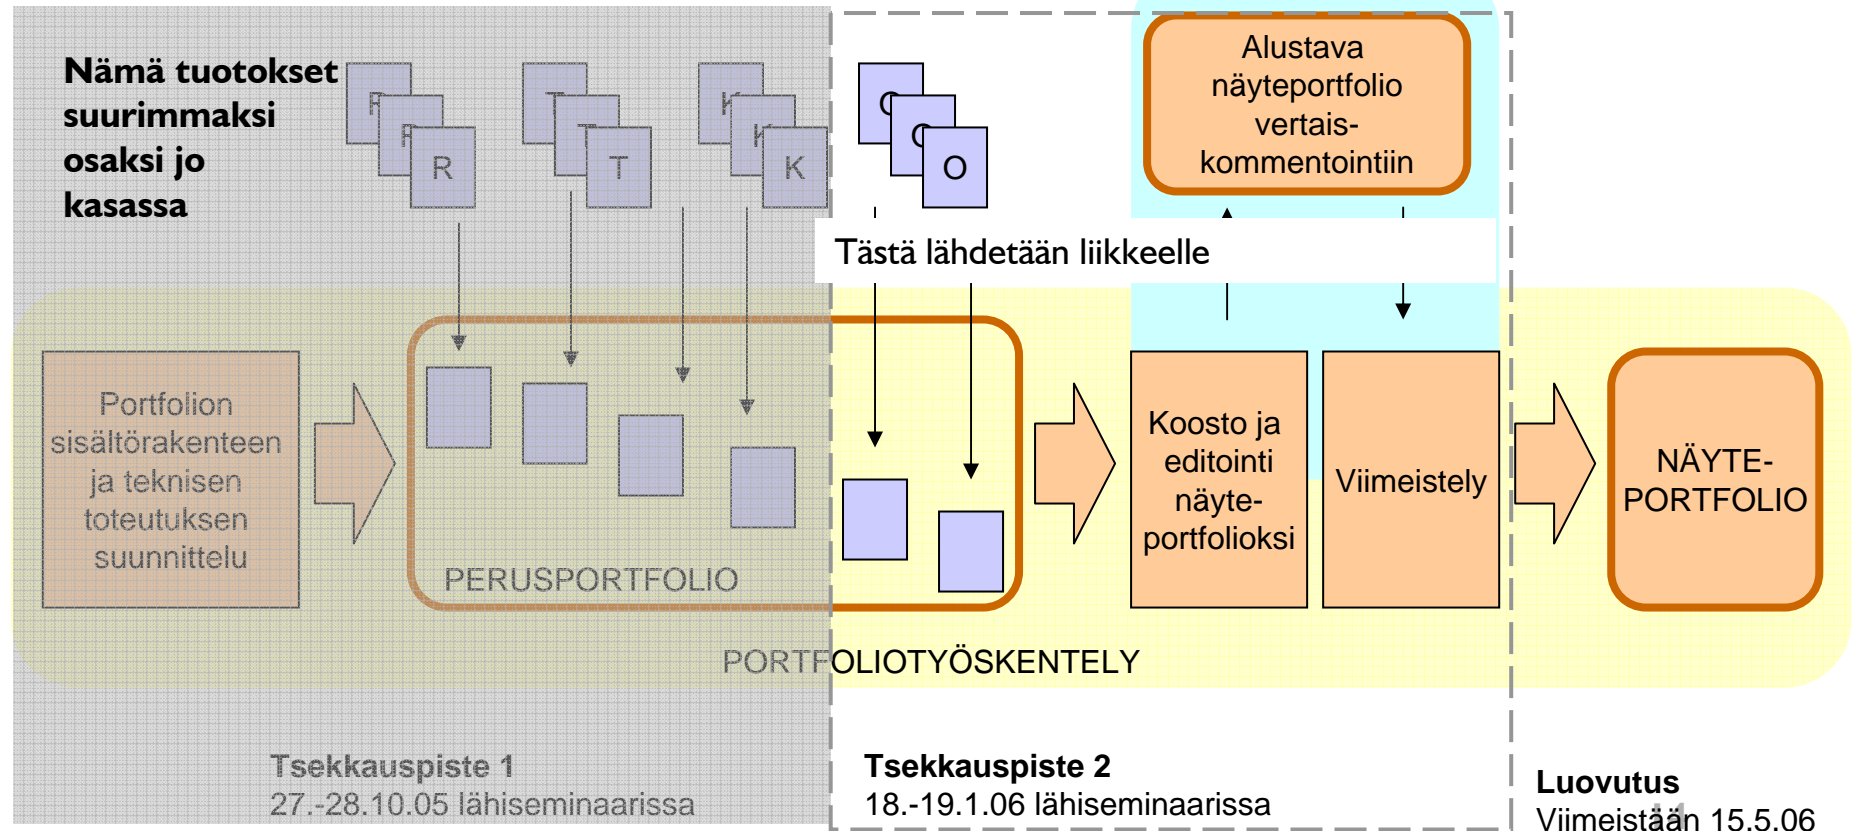 Nämä tuotokset
suurimmaksi
osaksi jo
kasassa
R
R
R
T
T
T
K
K
K
O
O
O
Alustava
näyteportfolio
vertais-
kommentointiin
Tästä lähdetään liikkeelle
Portfolion
sisältörakenteen
ja teknisen
toteutuksen
suunnittelu
PERUSPORTFOLIO
Koosto ja
editointi
näyte-
portfolioksi
Viimeistely
NÄYTE-
PORTFOLIO
PORTFOLIOTYÖSKENTELY
Tsekkauspiste 1
27.-28.10.05 lähiseminaarissa
Tsekkauspiste 2
18.-19.1.06 lähiseminaarissa
Luovutus
Viimeistään 15.5.06